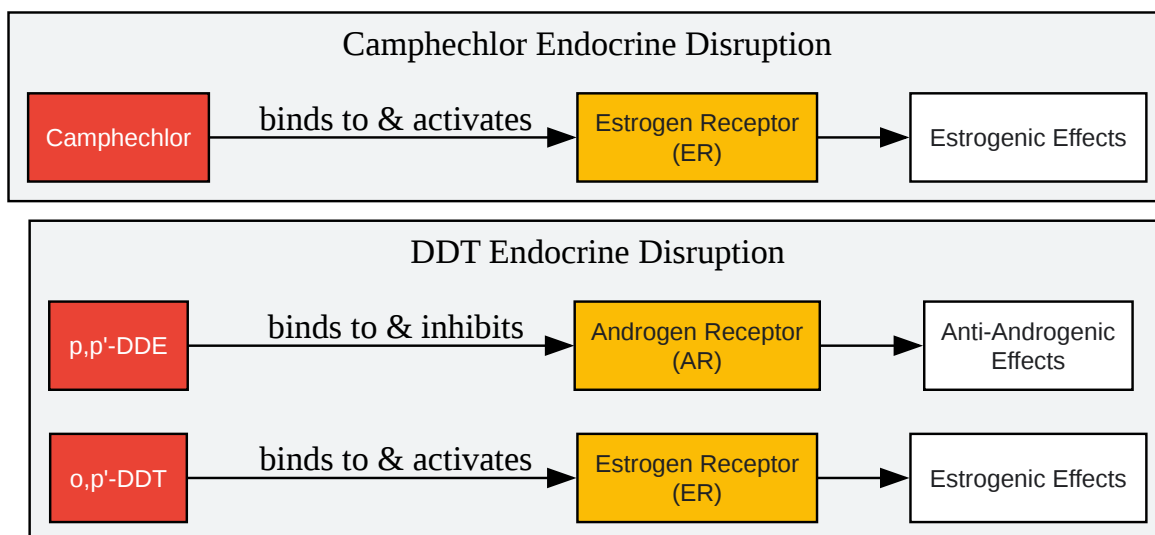 Camphechlor Endocrine Disruption
Camphechlor
binds to & activates
Estrogen Receptor
(ER)
Estrogenic Effects
DDT Endocrine Disruption
p,p'-DDE
binds to & inhibits
Androgen Receptor
(AR)
Anti-Androgenic
Effects
o,p'-DDT
binds to & activates
Estrogen Receptor
(ER)
Estrogenic Effects